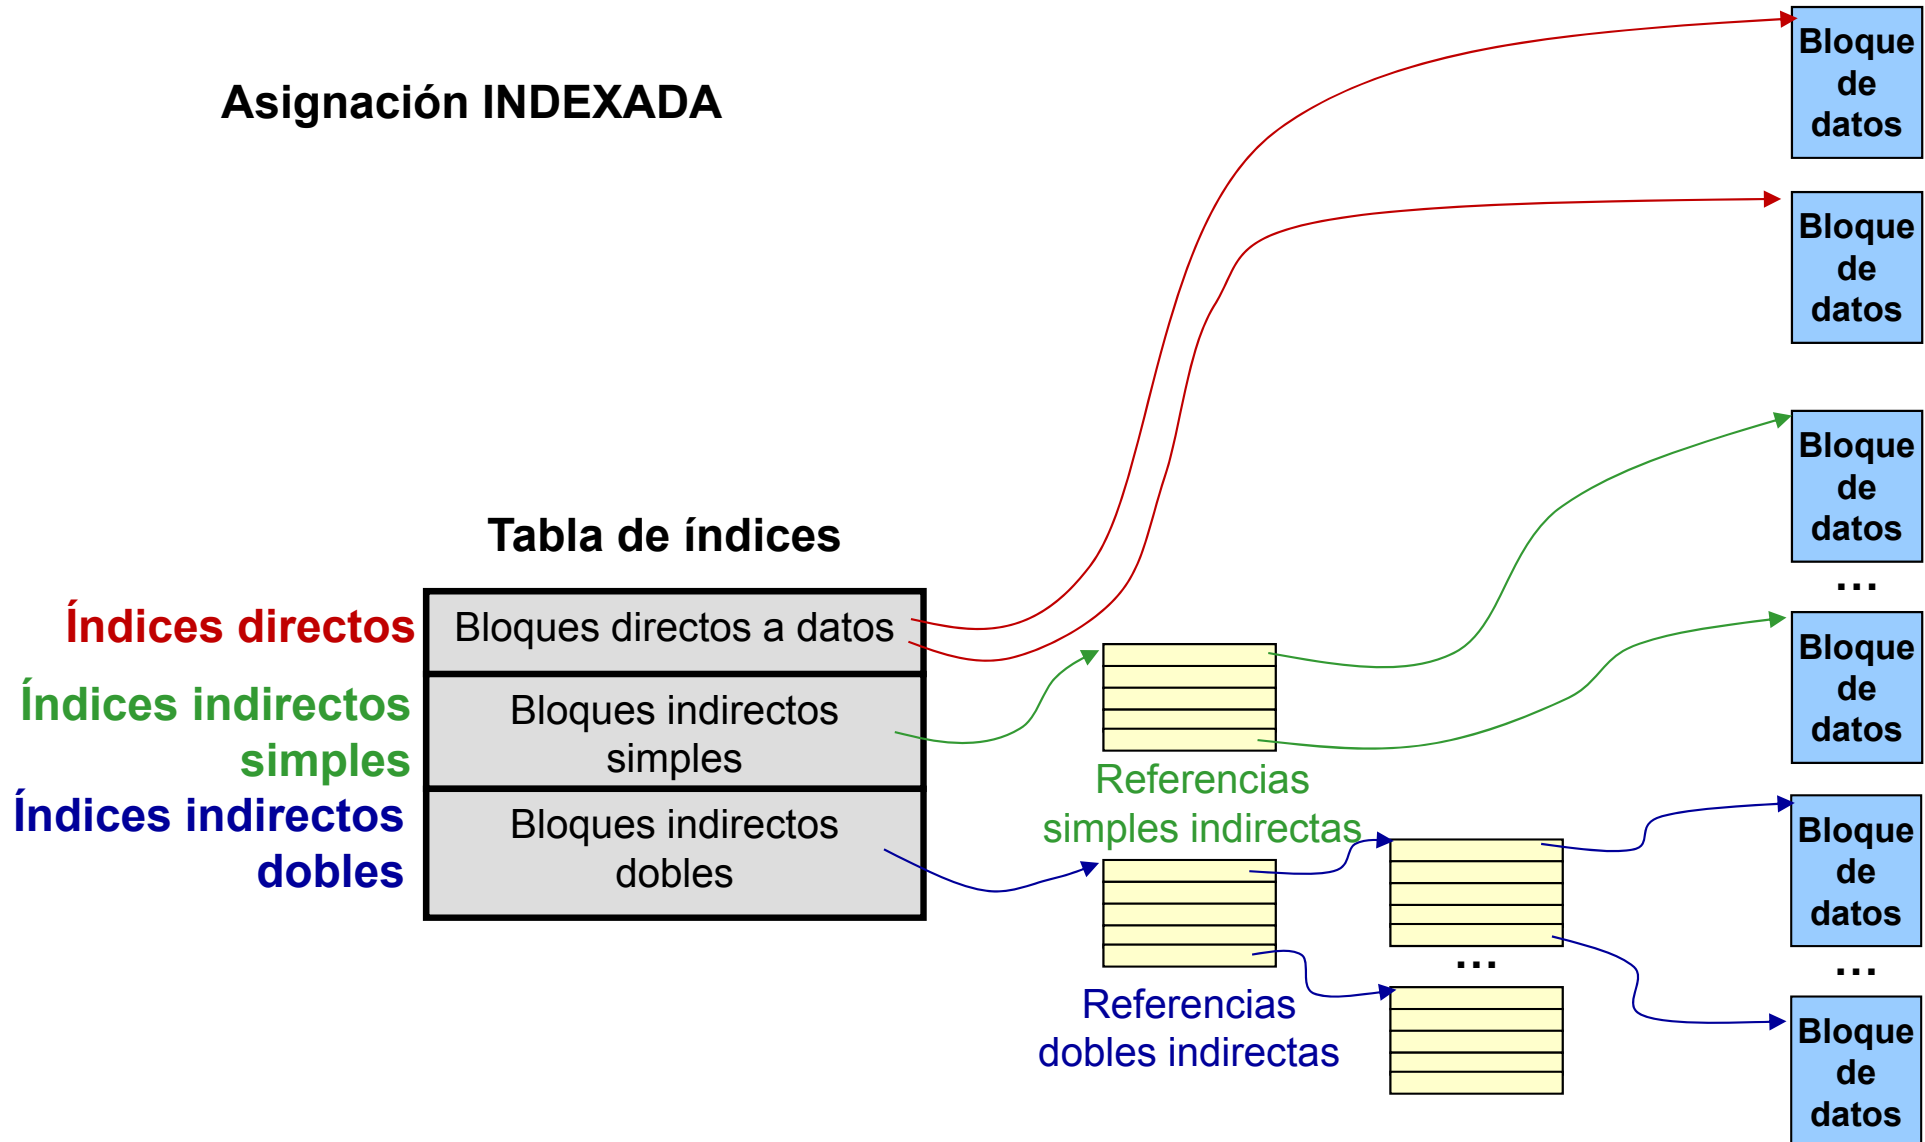 Asignación INDEXADA
Tabla de índices
Índices directos
Bloques directos a datos
Índices indirectos
simples
Bloques indirectos
simples
Índices indirectos
dobles
Bloques indirectos
dobles
Referencias
simples indirectas
Referencias
dobles indirectas
...
Bloque
de
datos
Bloque
de
datos
Bloque
de
datos
...
Bloque
de
datos
Bloque
de
datos
...
Bloque
de
datos